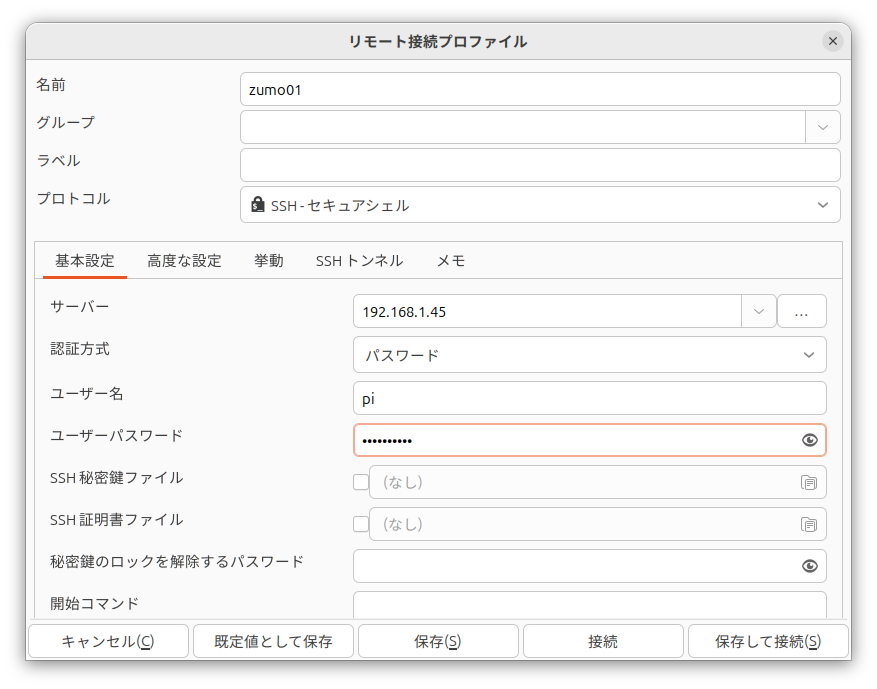 リモート接続プロファイル
名前 zumo01
グループ
ラベル
プロトコル SSH - セキュアシェル
基本設定 高度な設定 挙動 SSH トンネル メモ
サーバー 192.168.1.45 ...
認証方式 パスワード
ユーザー名 pi
ユーザーパスワード ••••••••••
SSH 秘密鍵ファイル （なし）
SSH 証明書ファイル （なし）
秘密鍵のロックを解除するパスワード
開始コマンド
キャンセル(C) 既定値として保存 保存(S) 接続 保存して接続(S)